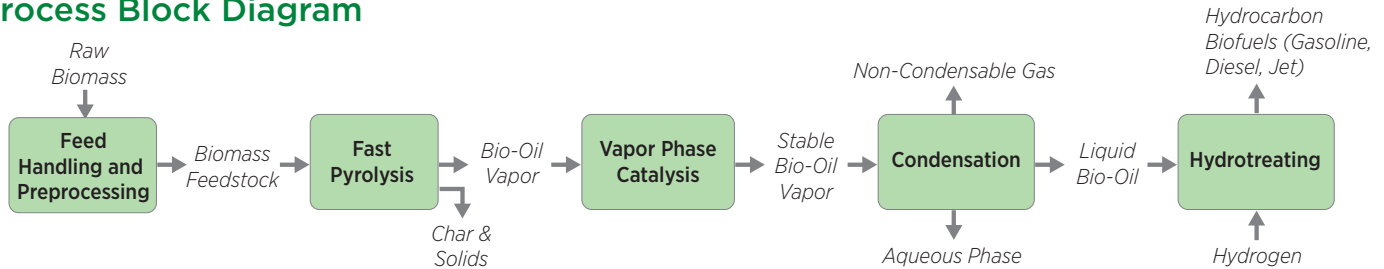 rocess Block Diagram
Raw
Biomass
Feed
Handling and
Preprocessing
Biomass
Feedstock
Fast
Pyrolysis
Char &
Solids
Bio-Oil
Vapor
Vapor Phase
Catalysis
Stable
Bio-Oil
Vapor
Non-Condensable Gas
Condensation
Aqueous Phase
Liquid
Bio-Oil
Hydrocarbon
Biofuels (Gasoline,
Diesel, Jet)
Hydrotreating
Hydrogen